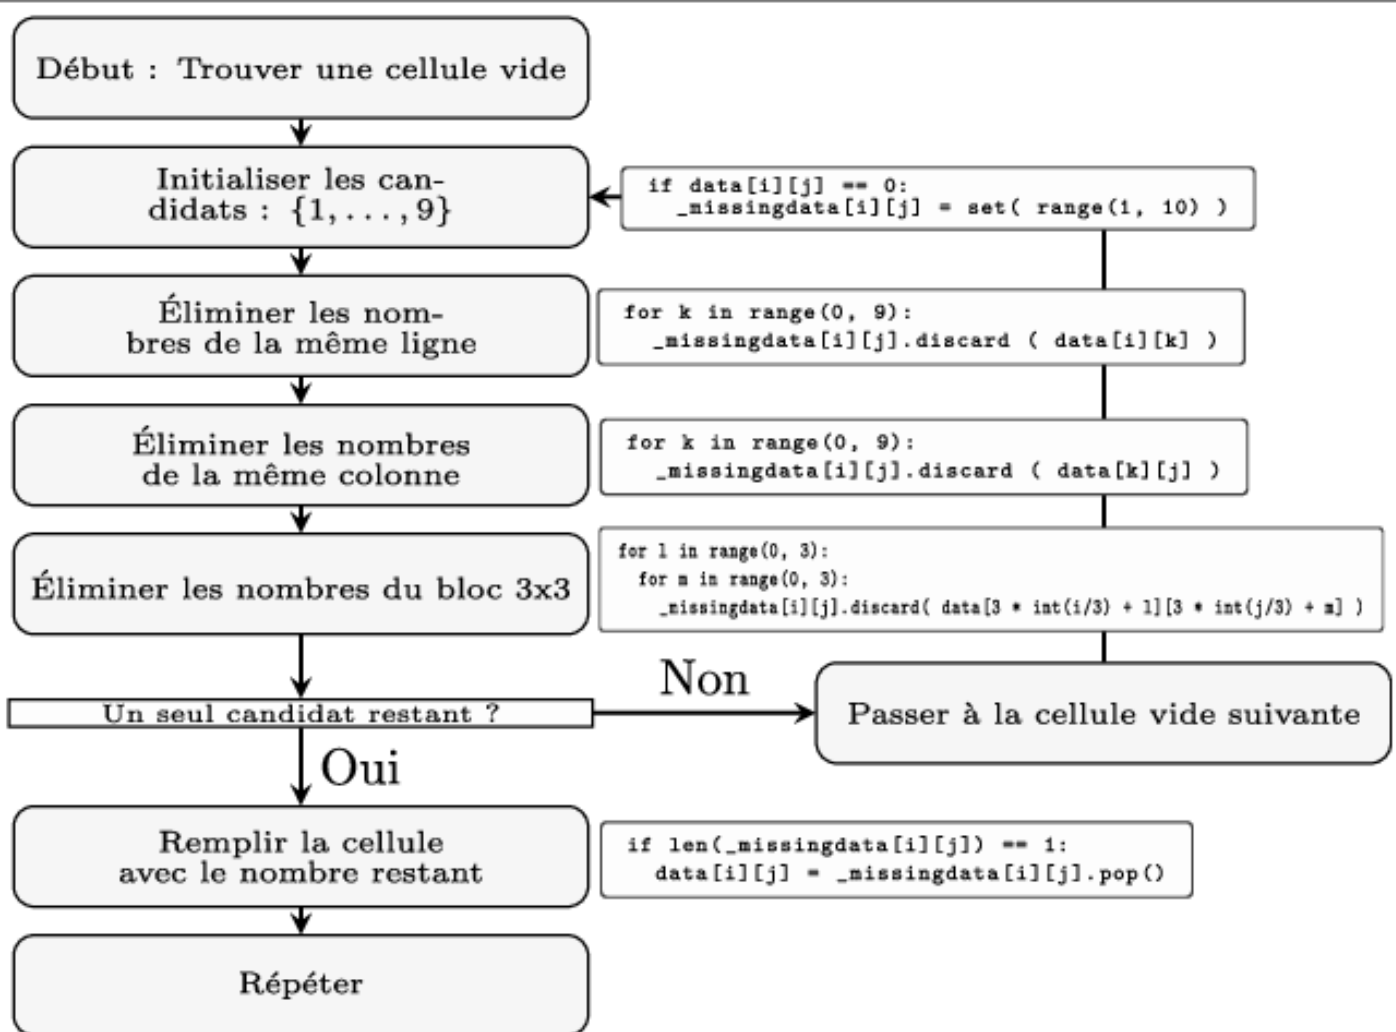 Début : Trouver une cellule vide
Initialiser les can-
didats : {1, . . . , 9}
if data[i][j] == 0:
_missingdata[i][j] = set( range(1, 10) )
Éliminer les nom-
bres de la même ligne
for k in range(0, 9):
_missingdata[i][j].discard ( data[i][k] )
Éliminer les nombres
de la même colonne
for k in range(0, 9):
_missingdata[i][j].discard ( data[k][j] )
Éliminer les nombres du bloc 3x3
for l in range(0, 3):
for m in range(0, 3):
_missingdata[i][j].discard( data[3 * int(i/3) + l][3 * int(j/3) + m] )
Un seul candidat restant ?
Non
Passer à la cellule vide suivante
Oui
Remplir la cellule
avec le nombre restant
if len(_missingdata[i][j]) == 1:
data[i][j] = _missingdata[i][j].pop()
Répéter